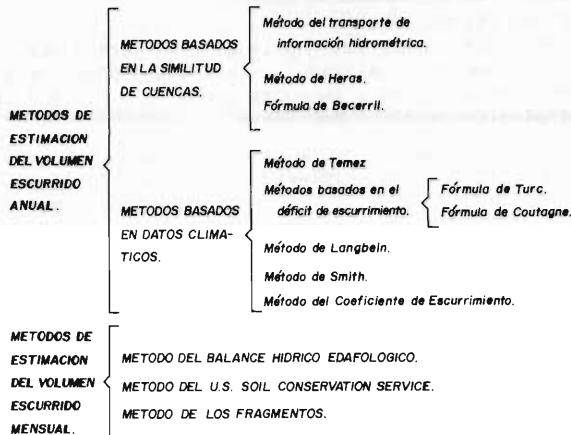 METODOS DE
ESTIMACION
DEL VOLUMEN
ESCURRIDO
ANUAL.
METODOS BASADOS
EN LA SIMILITUD
DE CUENCAS.
Método del transporte de
información hidrométrica.
Método de Heras.
Fórmula de Becerril.
METODOS BASADOS
EN DATOS CLIMA-
TICOS.
Método de Temez
Métodos basados en el
déficit de escurrimiento.
Fórmula de Turc.
Fórmula de Coutagne.
Método de Langbein.
Método de Smith.
Método del Coeficiente de Escurrimiento.
METODOS DE
ESTIMACION
DEL VOLUMEN
ESCURRIDO
MENSUAL.
METODO DEL BALANCE HIDRICO EDAFOLOGICO.
METODO DEL U.S. SOIL CONSERVATION SERVICE.
METODO DE LOS FRAGMENTOS.